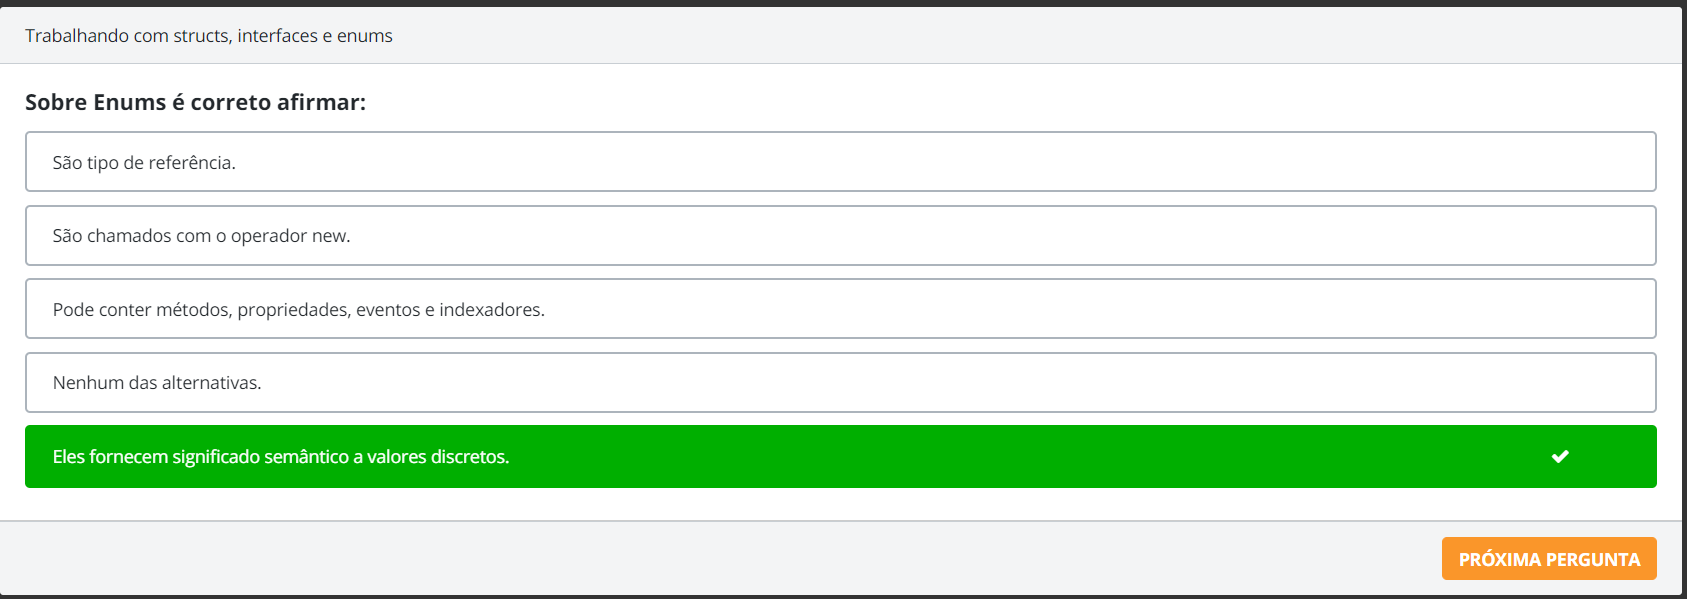 Trabalhando com structs, interfaces e enums
Sobre Enums é correto afirmar:
São tipo de referência.
São chamados com o operador new.
Pode conter métodos, propriedades, eventos e indexadores.
Nenhum das alternativas.
Eles fornecem significado semântico a valores discretos.
PRÓXIMA PERGUNTA